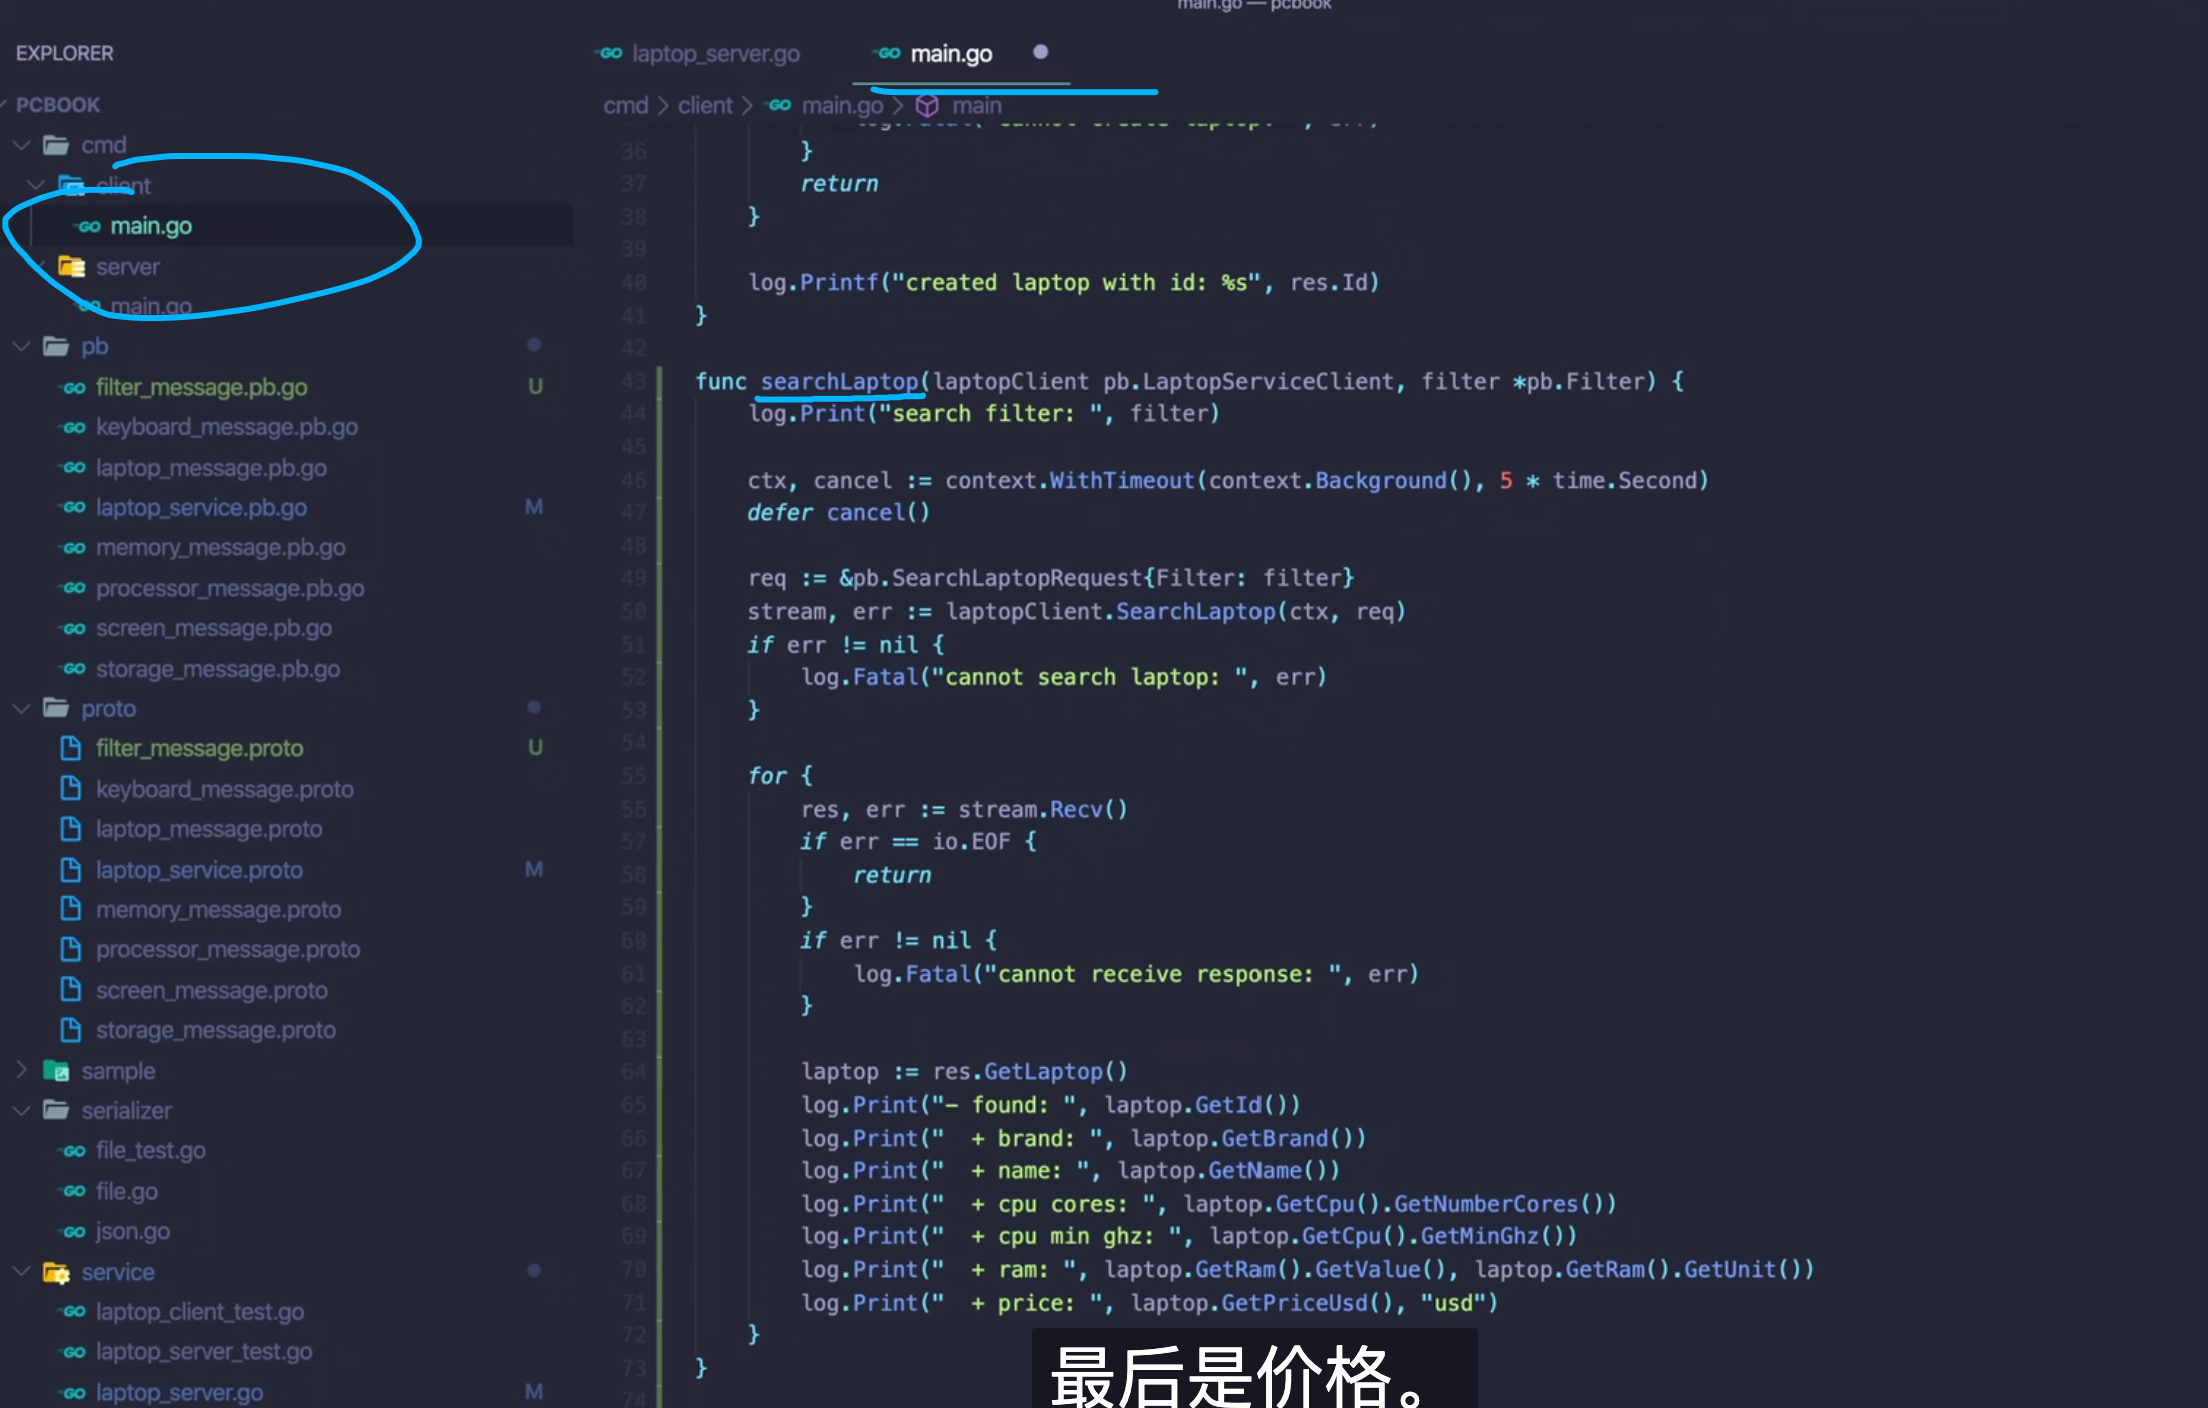 main.go — pcbook
EXPLORER
PCBOOK
cmd
client
main.go
server
main.go
pb
filter_message.pb.go U
keyboard_message.pb.go
laptop_message.pb.go
laptop_service.pb.go M
memory_message.pb.go
processor_message.pb.go
screen_message.pb.go
storage_message.pb.go
proto
filter_message.proto U
keyboard_message.proto
laptop_message.proto
laptop_service.proto M
memory_message.proto
processor_message.proto
screen_message.proto
storage_message.proto
sample
serializer
file_test.go
file.go
json.go
service
laptop_client_test.go
laptop_server_test.go
laptop_server.go M
laptop_server.go main.go
cmd > client > main.go > main
36 }
37 return
38 }
39
40 log.Printf("created laptop with id: %s", res.Id)
41 }
42
43 func searchLaptop(laptopClient pb.LaptopServiceClient, filter *pb.Filter) {
44 log.Print("search filter: ", filter)
45
46 ctx, cancel := context.WithTimeout(context.Background(), 5 * time.Second)
47 defer cancel()
48
49 req := &pb.SearchLaptopRequest{Filter: filter}
50 stream, err := laptopClient.SearchLaptop(ctx, req)
51 if err != nil {
52 log.Fatal("cannot search laptop: ", err)
53 }
54
55 for {
56 res, err := stream.Recv()
57 if err == io.EOF {
58 return
59 }
60 if err != nil {
61 log.Fatal("cannot receive response: ", err)
62 }
63
64 laptop := res.GetLaptop()
65 log.Print("- found: ", laptop.GetId())
66 log.Print("  + brand: ", laptop.GetBrand())
67 log.Print("  + name: ", laptop.GetName())
68 log.Print("  + cpu cores: ", laptop.GetCpu().GetNumberCores())
69 log.Print("  + cpu min ghz: ", laptop.GetCpu().GetMinGhz())
70 log.Print("  + ram: ", laptop.GetRam().GetValue(), laptop.GetRam().GetUnit())
71 log.Print("  + price: ", laptop.GetPriceUsd(), "usd")
72 }
73 }
74
最后是价格。